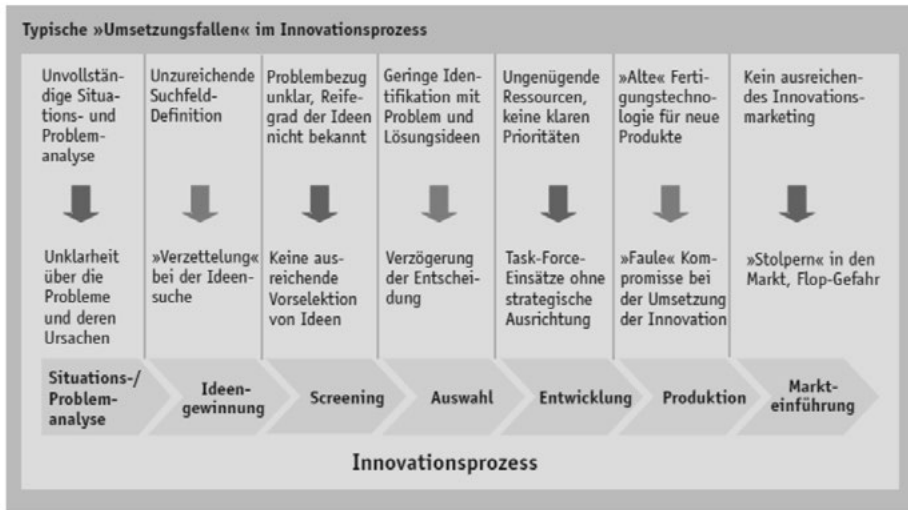 Typische »Umsetzungsfallen« im Innovationsprozess
Unvollstän-
dige Situa-
tions- und
Problem-
analyse
Unzureichende
Suchfeld-
Definition
Problembezug
unklar, Reife-
grad der Ideen
nicht bekannt
Geringe Iden-
tifikation mit
Problem und
Lösungsideen
Ungenügende
Ressourcen,
keine klaren
Prioritäten
»Alte« Ferti-
gungstechno-
logie für neue
Produkte
Kein ausreichen-
des Innovations-
marketing
Unklarheit
über die
Probleme
und deren
Ursachen
»Verzettelung«
bei der Ideen-
suche
Keine aus-
reichende
Vorselektion
von Ideen
Verzögerung
der Entschei-
dung
Task-Force-
Einsätze ohne
strategische
Ausrichtung
»Faule« Kom-
promisse bei
der Umsetzung
der Innovation
»Stolpern« in den
Markt, Flop-Gefahr
Situations-/
Problem-
analyse
Ideen-
gewinnung
Screening
Auswahl
Entwicklung
Produktion
Markt-
einführung
Innovationsprozess